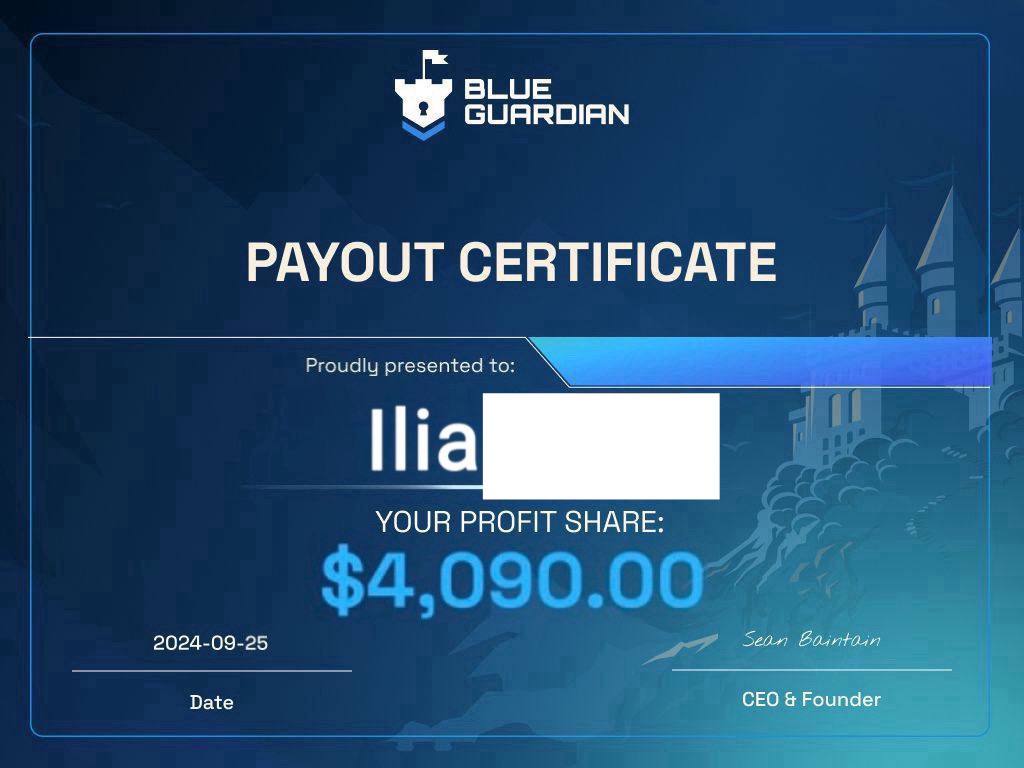 BLUE
GUARDIAN
PAYOUT CERTIFICATE
Proudly presented to:
Ilia
YOUR PROFIT SHARE:
$4,090.00
2024-09-25
Sean Baintain
Date
CEO & Founder